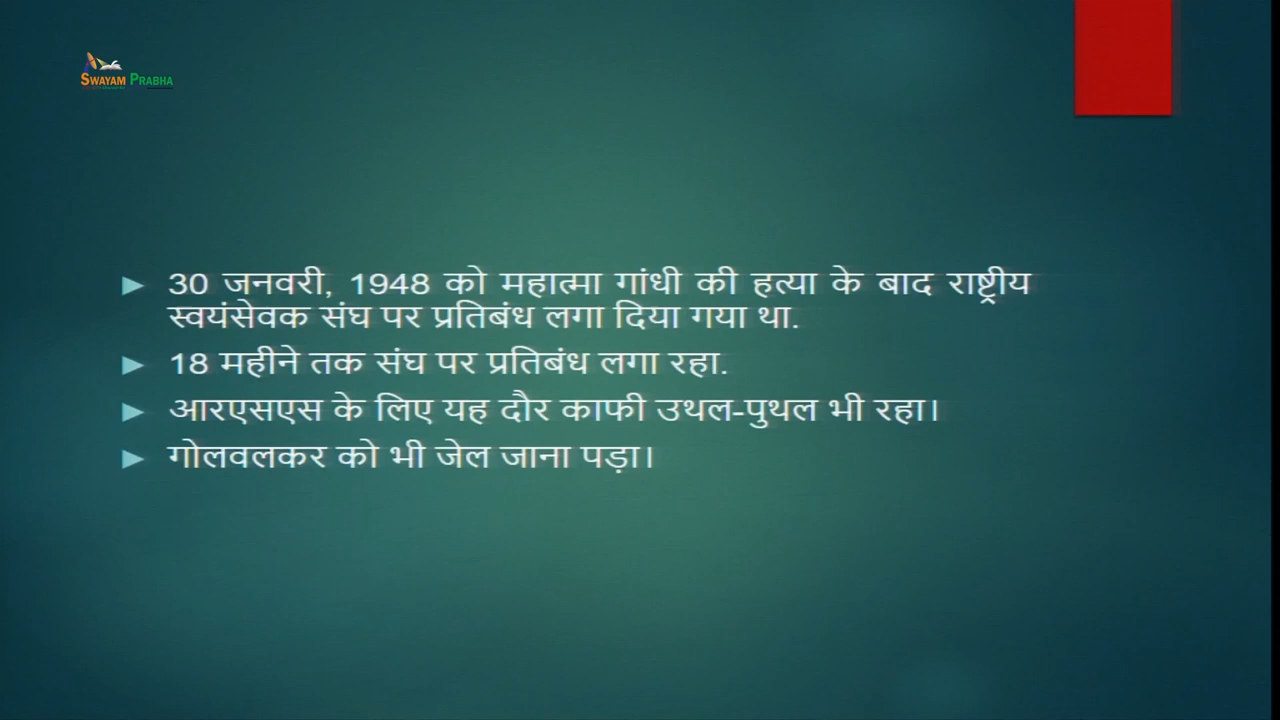 SWAYAM PRABHA
30 जनवरी, 1948 को महात्मा गांधी की हत्या के बाद राष्ट्रीय
स्वयंसेवक संघ पर प्रतिबंध लगा दिया गया था.
18 महीने तक संघ पर प्रतिबंध लगा रहा.
आरएसएस के लिए यह दौर काफी उथल-पुथल भी रहा।
गोलवलकर को भी जेल जाना पड़ा।